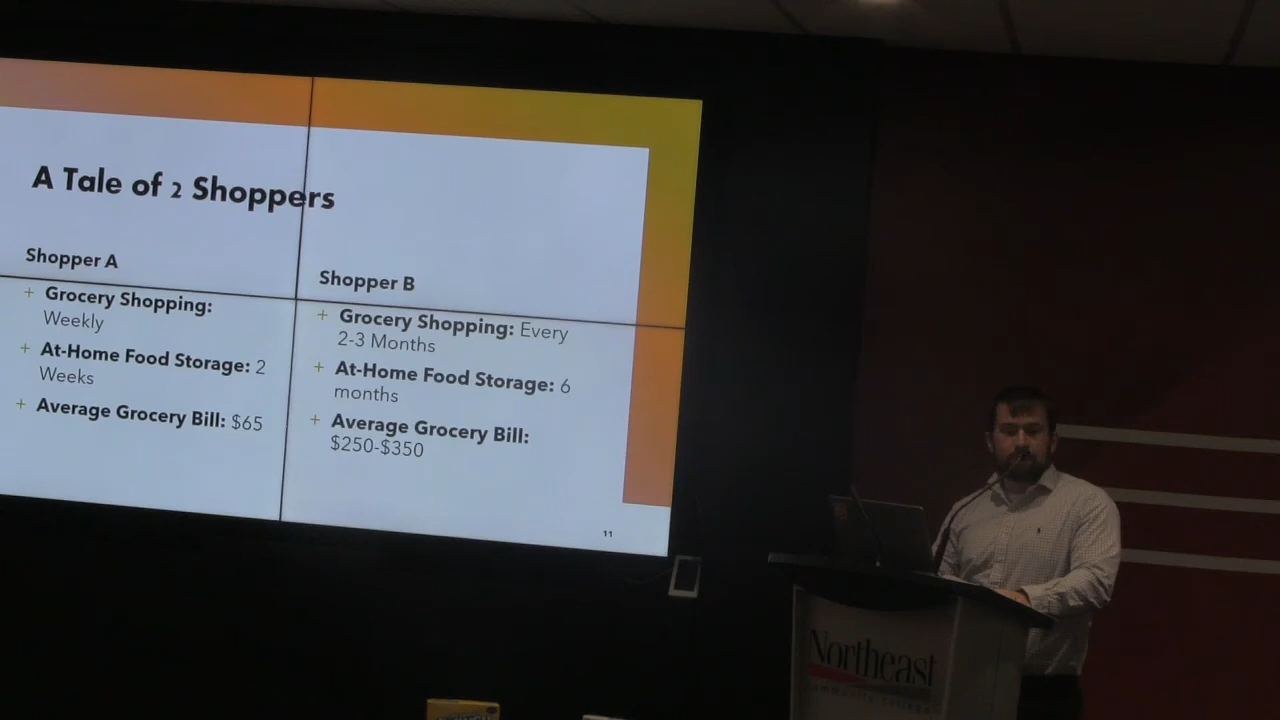 A Tale of 2 Shoppers
Shopper A
+ Grocery Shopping:
Weekly
+ At-Home Food Storage: 2
Weeks
+ Average Grocery Bill: $65
Shopper B
+ Grocery Shopping: Every
2-3 Months
+ At-Home Food Storage: 6
months
+ Average Grocery Bill:
$250-$350
11
Northeast
community college